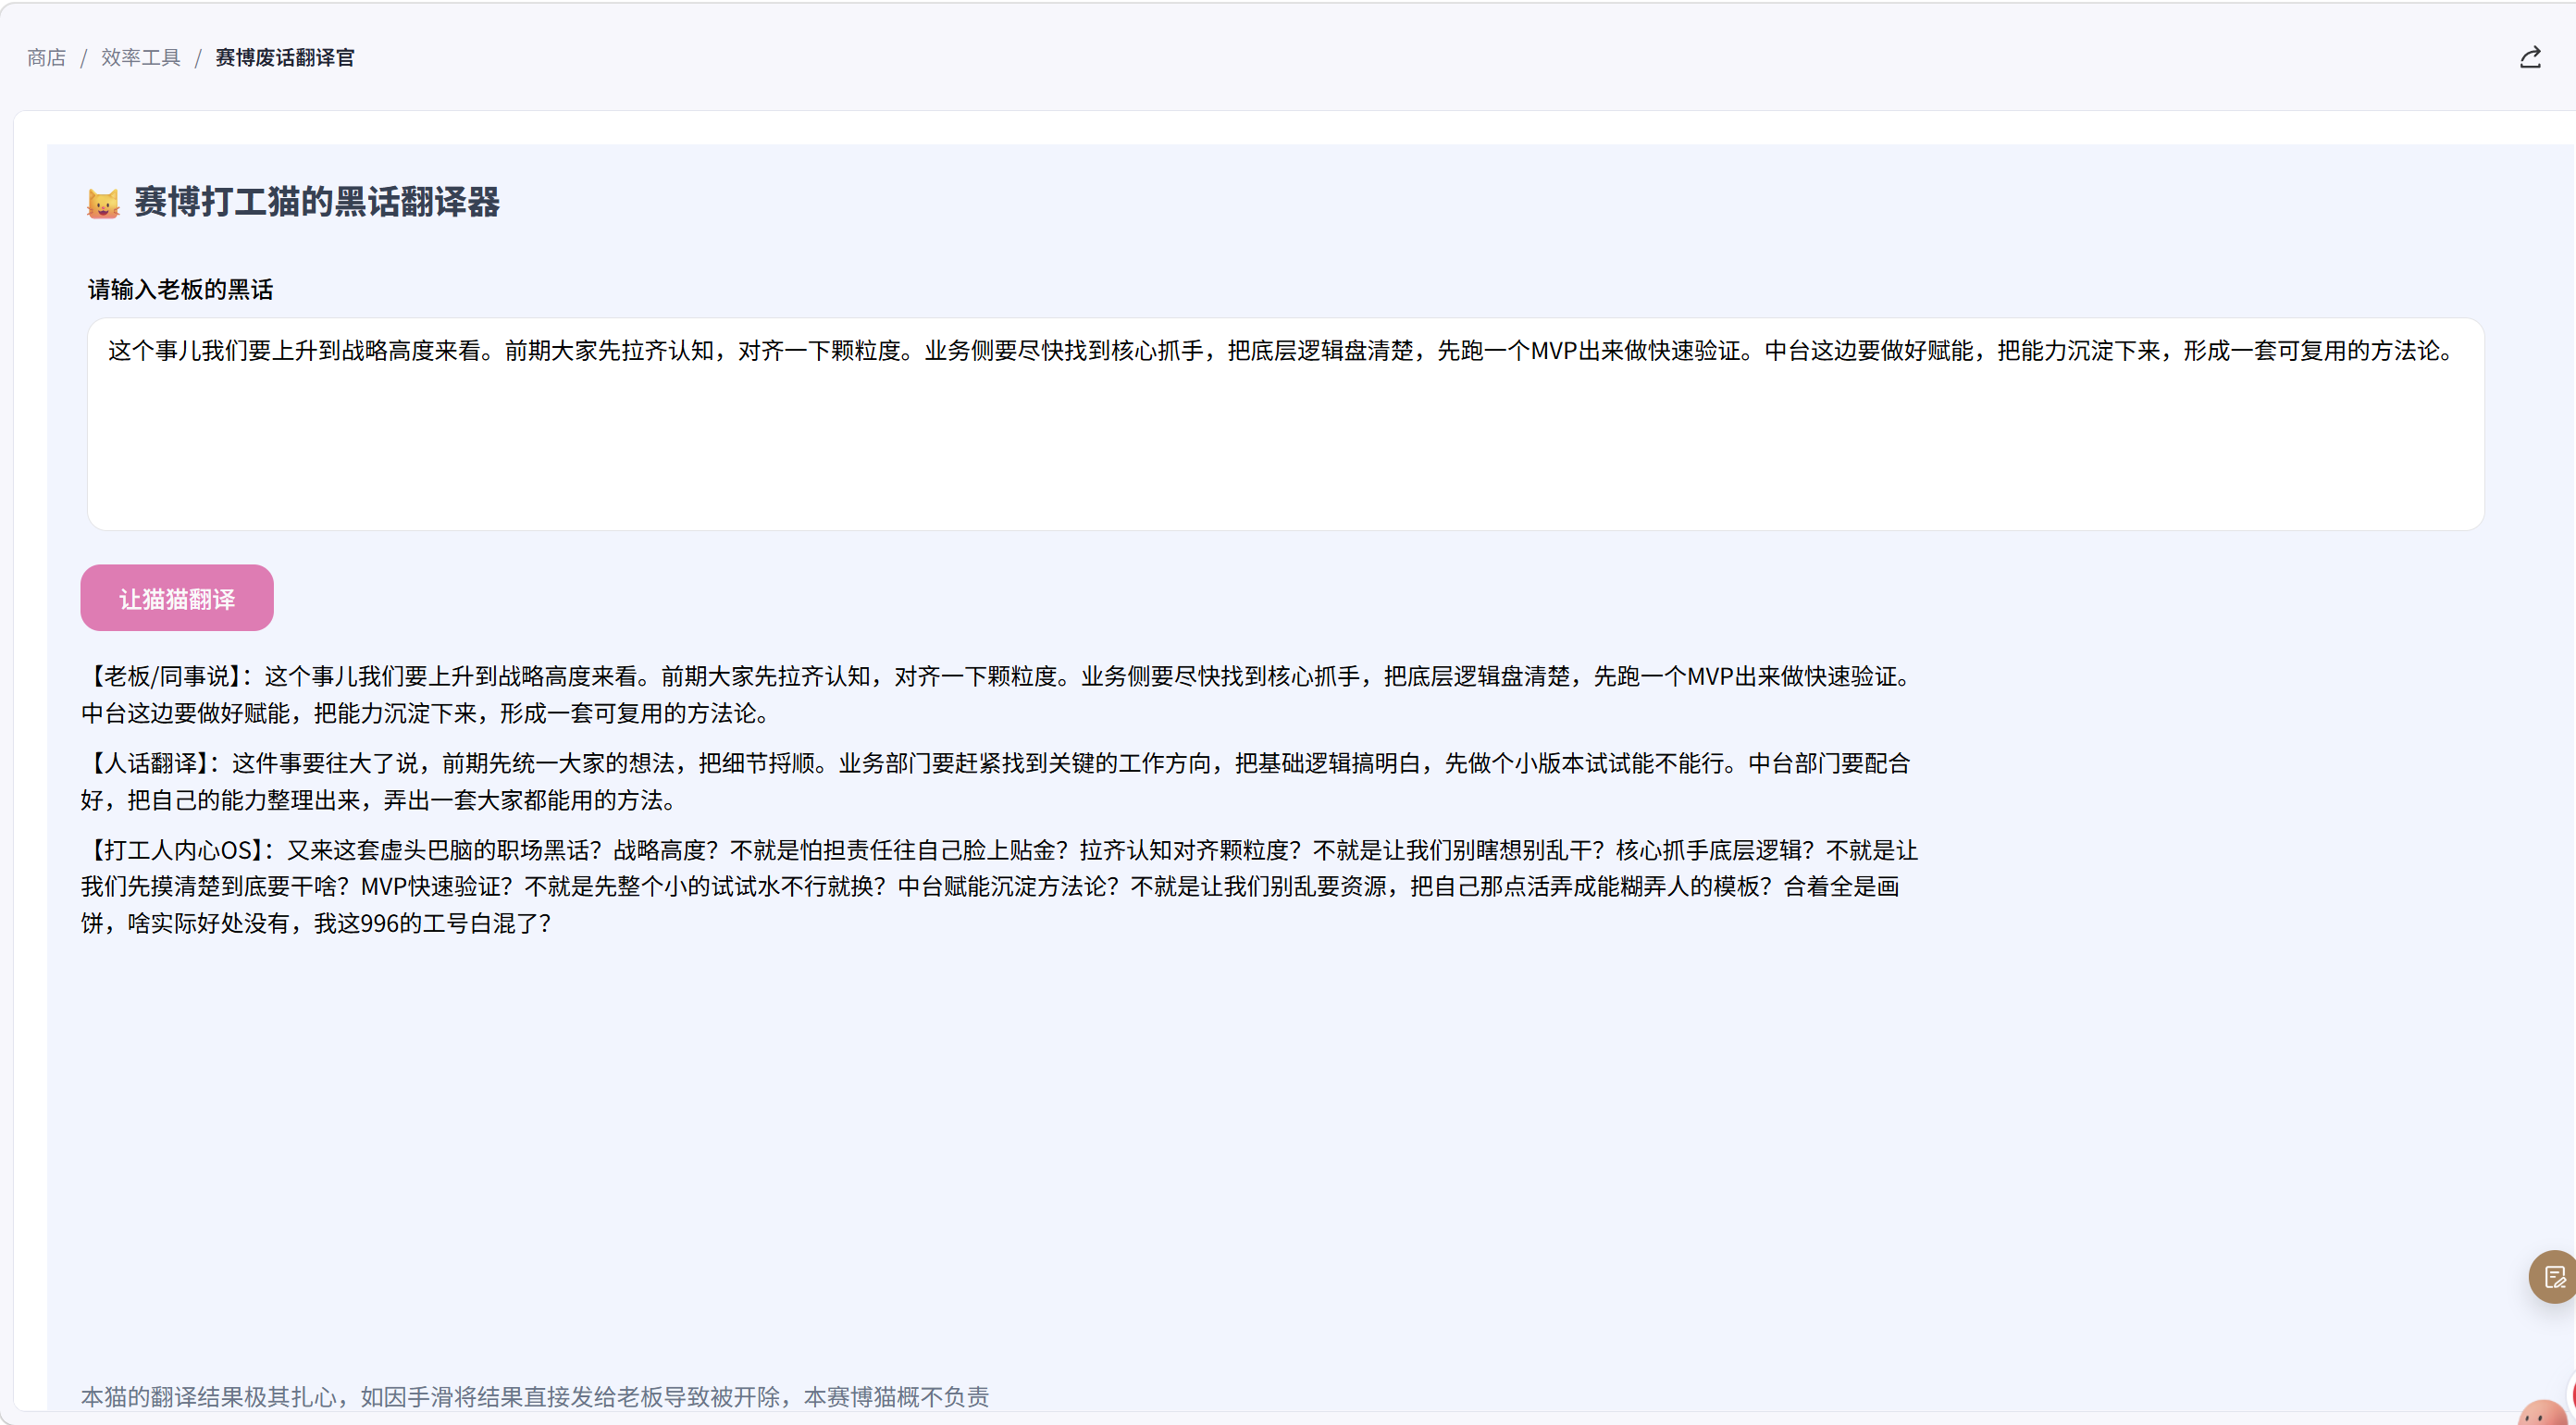 商店 / 效率工具 / 赛博废话翻译官
赛博打工猫的黑话翻译器
请输入老板的黑话
这个事儿我们要上升到战略高度来看。前期大家先拉齐认知，对齐一下颗粒度。业务侧要尽快找到核心抓手，把底层逻辑盘清楚，先跑一个MVP出来做快速验证。中台这边要做好赋能，把能力沉淀下来，形成一套可复用的方法论。
让猫猫翻译
【老板/同事说】：这个事儿我们要上升到战略高度来看。前期大家先拉齐认知，对齐一下颗粒度。业务侧要尽快找到核心抓手，把底层逻辑盘清楚，先跑一个MVP出来做快速验证。
中台这边要做好赋能，把能力沉淀下来，形成一套可复用的方法论。
【人话翻译】：这件事要往大了说，前期先统一大家的想法，把细节捋顺。业务部门要赶紧找到关键的工作方向，把基础逻辑搞明白，先做个小版本试试能不能行。中台部门要配合
好，把自己的能力整理出来，弄出一套大家都能用的方法。
【打工人内心OS】：又来这套虚头巴脑的职场黑话？战略高度？不就是怕担责任往自己脸上贴金？拉齐认知对齐颗粒度？不就是让我们别瞎想别乱干？核心抓手底层逻辑？不就是让
我们先摸清楚到底要干啥？MVP快速验证？不就是先整个小的试试水不行就换？中台赋能沉淀方法论？不就是让我们别乱要资源，把自己那点活弄成能糊弄人的模板？合着全是画
饼，啥实际好处没有，我这996的工号白混了？
本猫的翻译结果极其扎心，如因手滑将结果直接发给老板导致被开除，本赛博猫概不负责